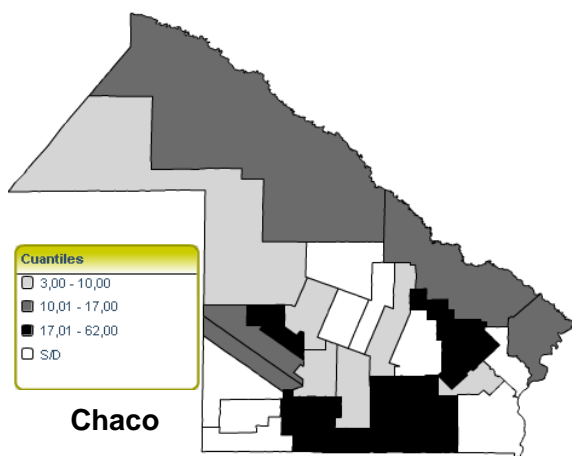 Cuantiles
3,00 - 10,00
10,01 - 17,00
17,01 - 62,00
S/D
Chaco